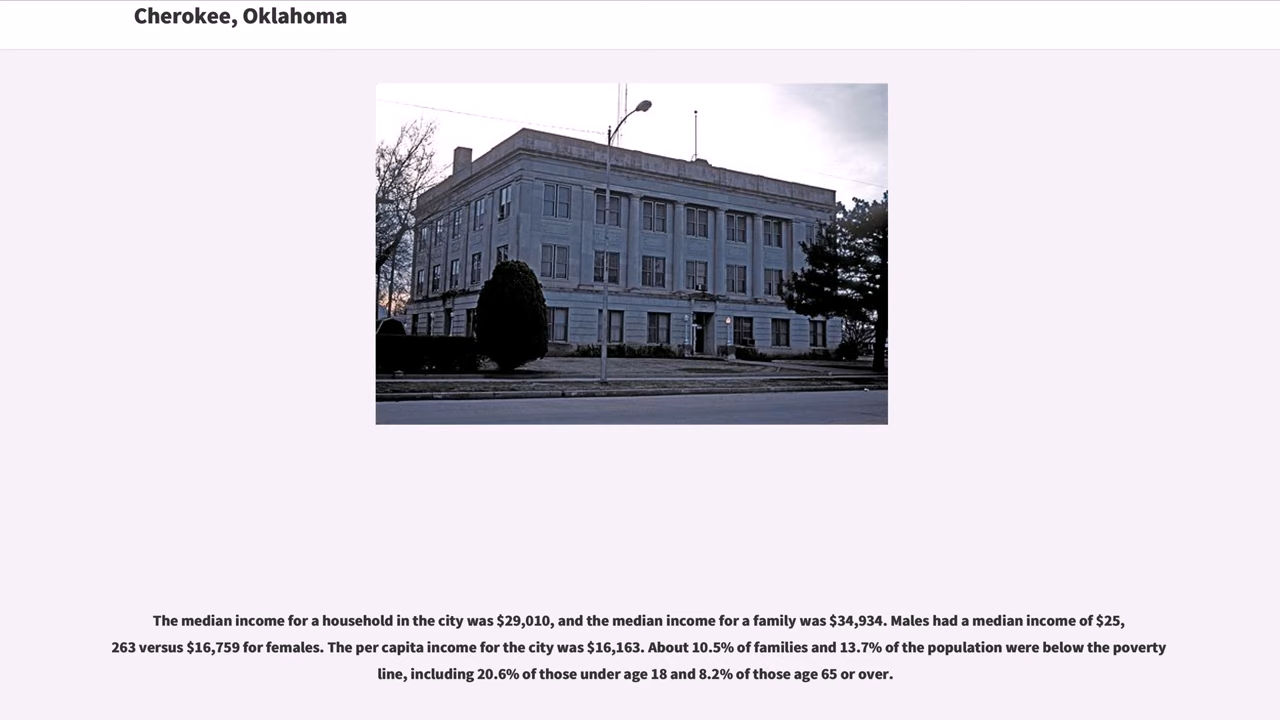 Cherokee, Oklahoma
The median income for a household in the city was $29,010, and the median income for a family was $34,934. Males had a median income of $25,
263 versus $16,759 for females. The per capita income for the city was $16,163. About 10.5% of families and 13.7% of the population were below the poverty
line, including 20.6% of those under age 18 and 8.2% of those age 65 or over.